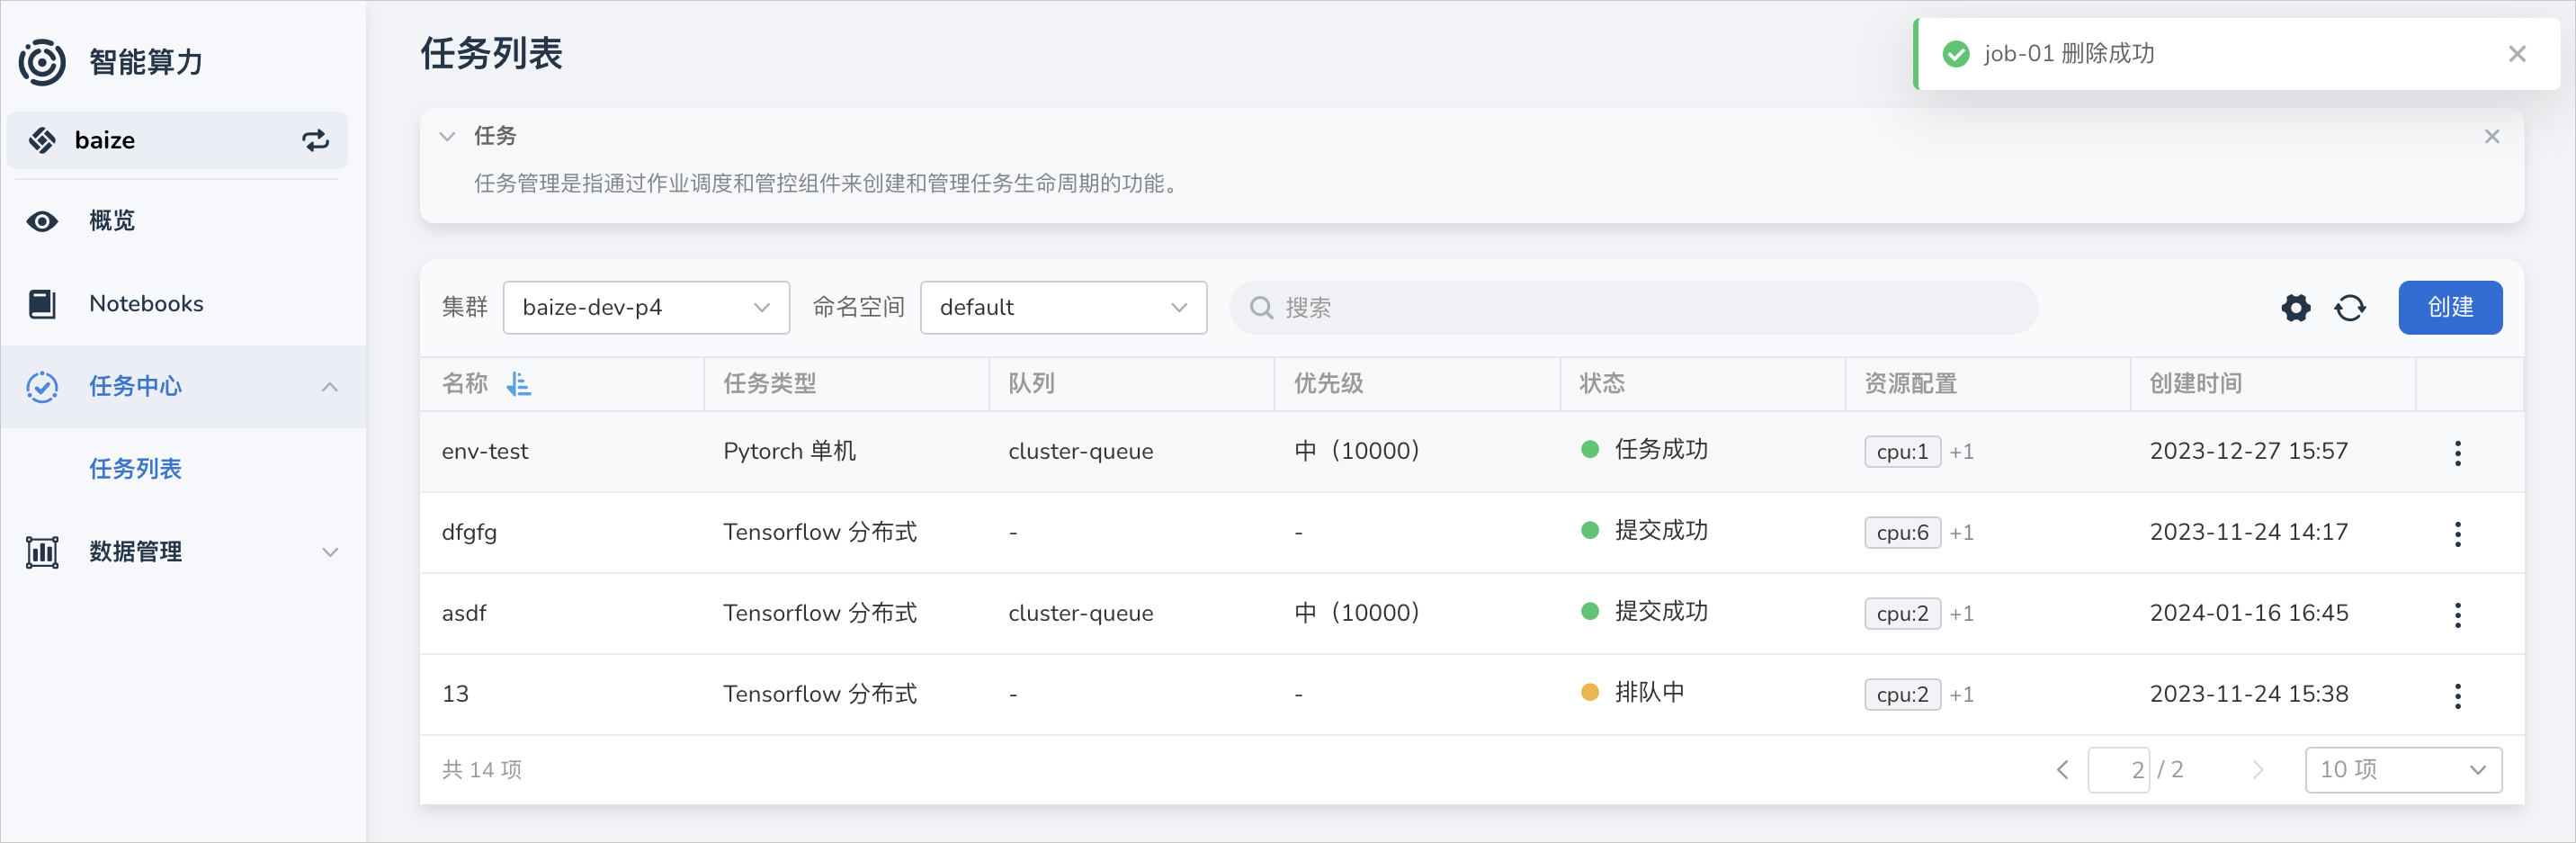 智能算力
baize
概览
Notebooks
任务中心
任务列表
数据管理
任务列表
job-01 删除成功
任务
任务管理是指通过作业调度和管控组件来创建和管理任务生命周期的功能。
集群 baize-dev-p4 命名空间 default 搜索 创建
名称 任务类型 队列 优先级 状态 资源配置 创建时间
env-test Pytorch 单机 cluster-queue 中（10000） 任务成功 cpu:1 +1 2023-12-27 15:57
dfgfg Tensorflow 分布式 - - 提交成功 cpu:6 +1 2023-11-24 14:17
asdf Tensorflow 分布式 cluster-queue 中（10000） 提交成功 cpu:2 +1 2024-01-16 16:45
13 Tensorflow 分布式 - - 排队中 cpu:2 +1 2023-11-24 15:38
共 14 项 2 / 2 10 项